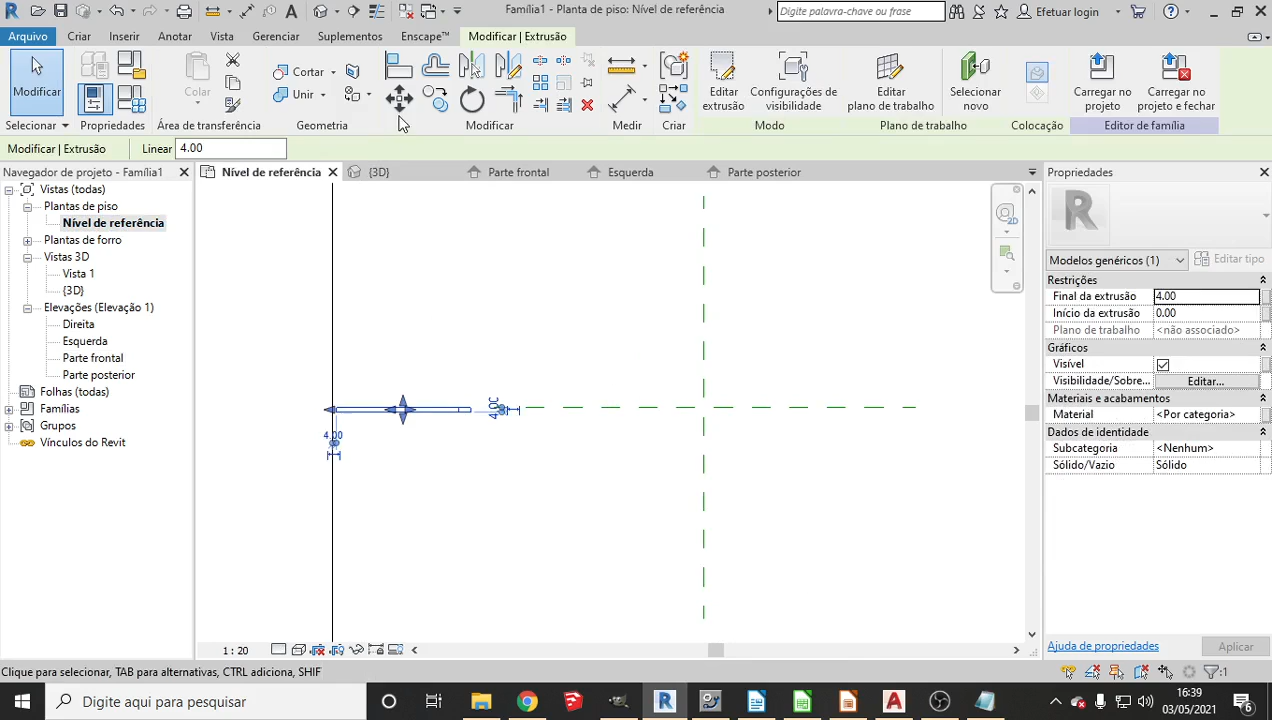 Família1 - Planta de piso: Nível de referência
Digite palavra-chave ou frase
Efetuar login
Arquivo
Criar
Inserir
Anotar
Vista
Gerenciar
Suplementos
Enscape™
Modificar | Extrusão
Modificar
Colar
Cortar
Unir
Editar
extrusão
Configurações de
visibilidade
Editar
plano de trabalho
Selecionar
novo
Carregar no
projeto
Carregar no
projeto e fechar
Selecionar
Propriedades
Área de transferência
Geometria
Modificar
Medir
Criar
Modo
Plano de trabalho
Colocação
Editor de família
Modificar | Extrusão
Linear
4.00
Navegador de projeto - Família1
Nível de referência
{3D}
Parte frontal
Esquerda
Parte posterior
Propriedades
Vistas (todas)
Plantas de piso
Nível de referência
Plantas de forro
Vistas 3D
Vista 1
{3D}
Elevações (Elevação 1)
Direita
Esquerda
Parte frontal
Parte posterior
Folhas (todas)
Famílias
Grupos
Vínculos do Revit
4.00
4.00
2D
R
Modelos genéricos (1)
Editar tipo
Restrições
Final da extrusão
4.00
Início da extrusão
0.00
Plano de trabalho
<não associado>
Gráficos
Visível
Visibilidade/Sobre...
Editar...
Materiais e acabamentos
Material
<Por categoria>
Dados de identidade
Subcategoria
<Nenhum>
Sólido/Vazio
Sólido
Ajuda de propriedades
Aplicar
1 : 20
Clique para selecionar, TAB para alternativas, CTRL adiciona, SHIF
:1
Digite aqui para pesquisar
16:39
03/05/2021
6